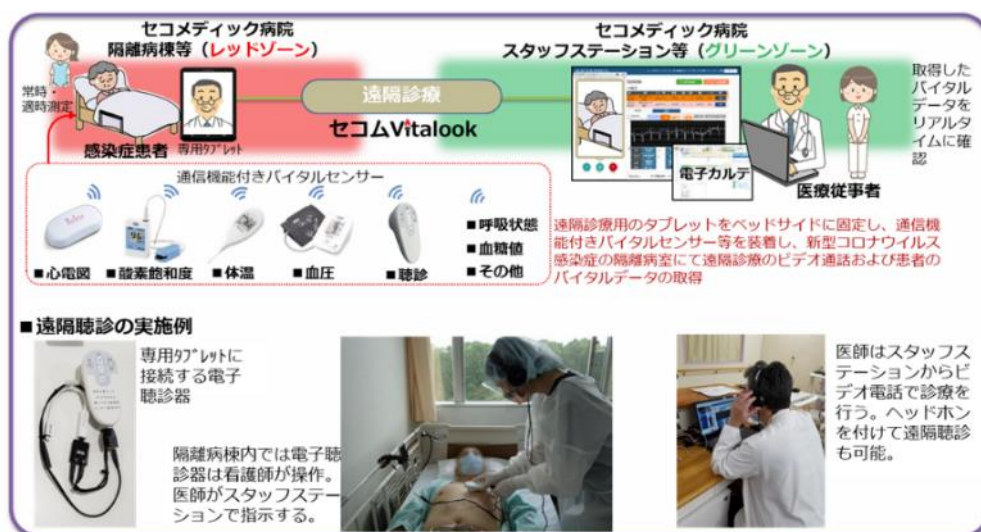 セコメディック病院
隔離病棟等（レッドゾーン）
セコメディック病院
スタッフステーション等（グリーンゾーン）
常時・
適時測定
感染症患者
専用タブレット
遠隔診療
セコムVitalook
電子カルテ
医療従事者
取得した
バイタル
データを
リアルタ
イムに確
認
通信機能付きバイタルセンサー
■心電図
■酸素飽和度
■体温
■血圧
■聴診
■呼吸状態
■血糖値
■その他
遠隔診療用のタブレットをベッドサイドに固定し、通信機
能付きバイタルセンサー等を装着し、新型コロナウイルス
感染症の隔離病室にて遠隔診療のビデオ通話および患者の
バイタルデータの取得
■遠隔聴診の実施例
専用タブレットに
接続する電子
聴診器
隔離病棟内では電子聴
診器は看護師が操作。
医師がスタッフステー
ションで指示する。
医師はスタッフス
テーションからビ
デオ電話で診療を
行う。ヘッドホン
を付けて遠隔聴診
も可能。